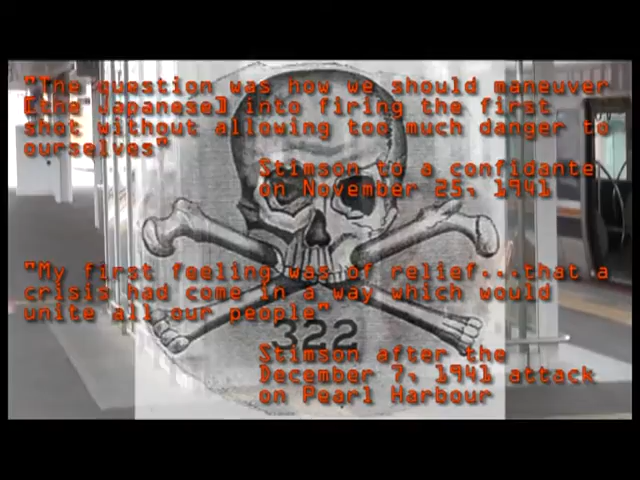 "The question was how we should maneuver
[the Japanese] into firing the first
shot without allowing too much danger to
ourselves"
Stimson to a confidante
on November 25, 1941
"My first feeling was of relief...that a
crisis had come in a way which would
unite all our people"
322
Stimson after the
December 7, 1941 attack
on Pearl Harbour